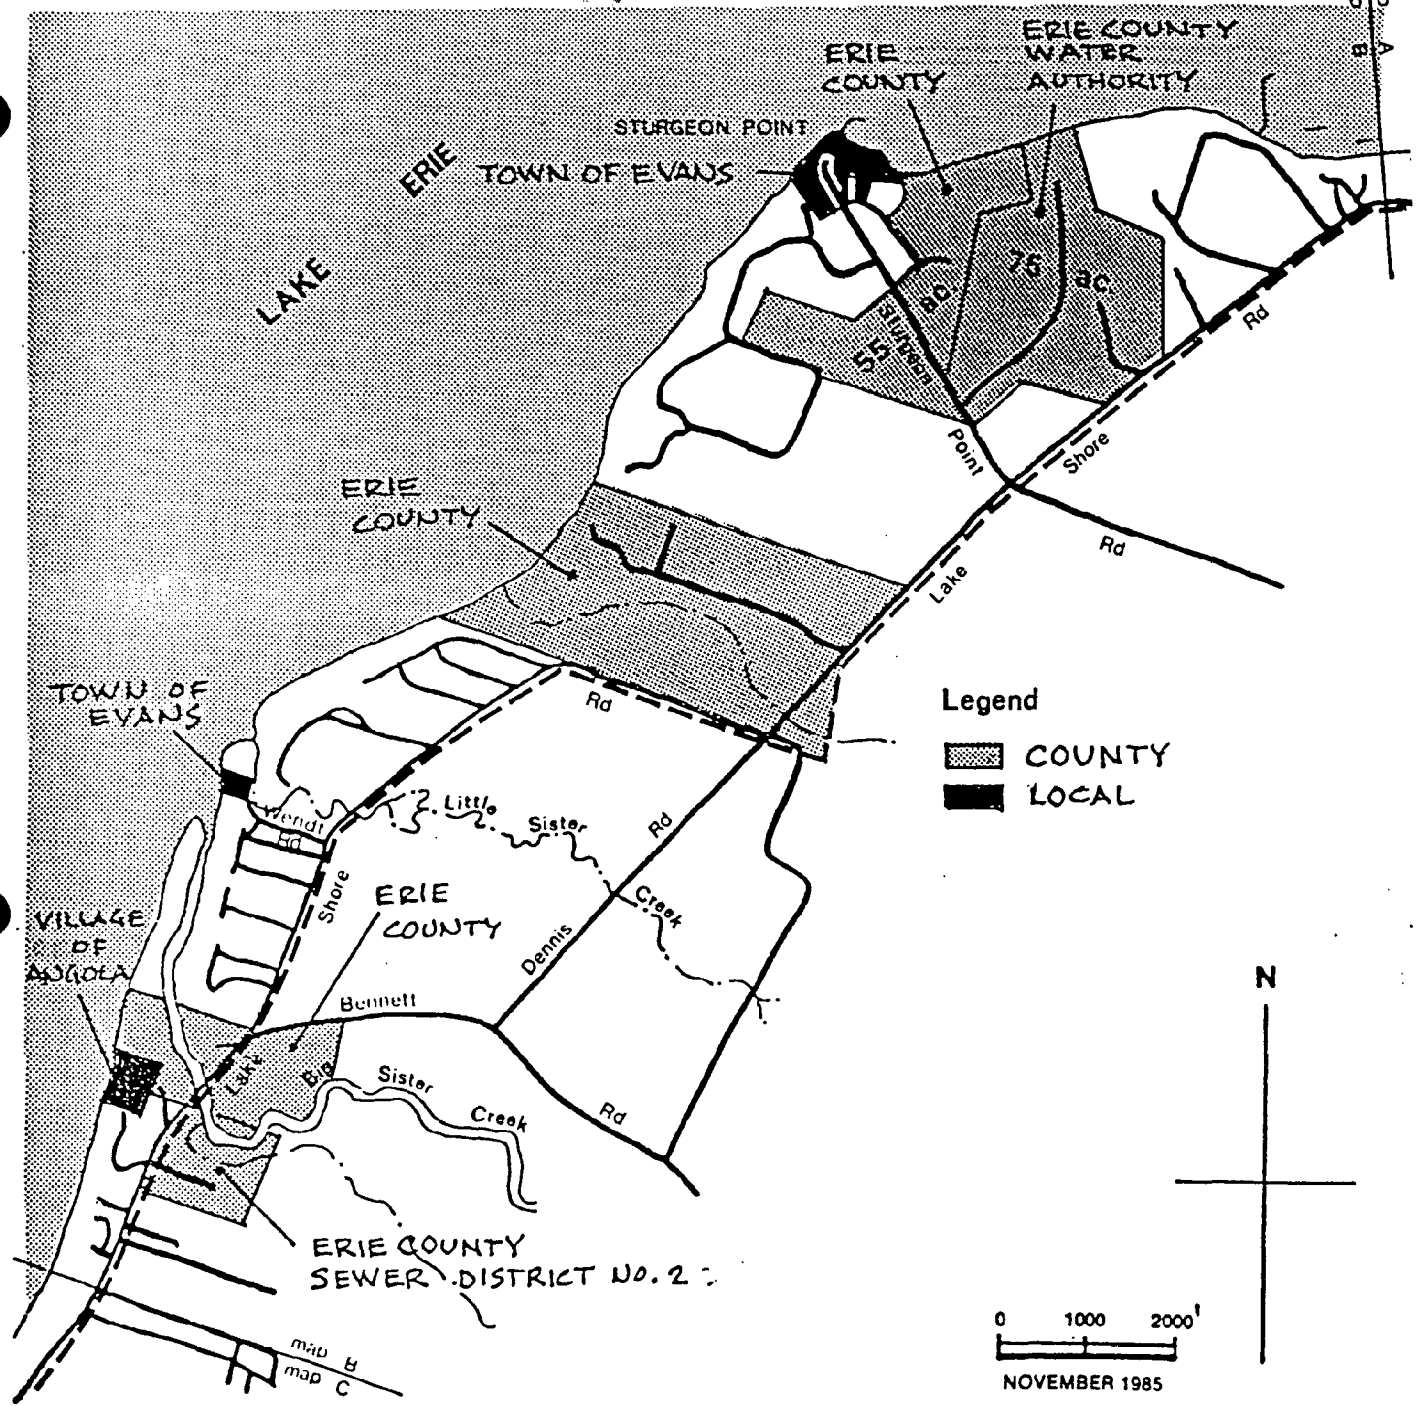 ERIE COUNTY
WATER
AUTHORITY
ERIE
COUNTY
A
B
STURGEON POINT
TOWN OF EVANS
LAKE ERIE
76 ac.
55 ac.
Sturgeon
Point
Rd
Lake
Shore
Rd
ERIE
COUNTY
TOWN OF
EVANS
Rd
Legend
COUNTY
LOCAL
Little
Sister
Creek
Wendt
Rd
Shore
Dennis
Rd
ERIE
COUNTY
VILLAGE
OF
ANGOLA
Bennett
Rd
Lake
Big
Sister
Creek
N
ERIE COUNTY
SEWER DISTRICT NO. 2
0 1000 2000'
NOVEMBER 1985
map B
map C